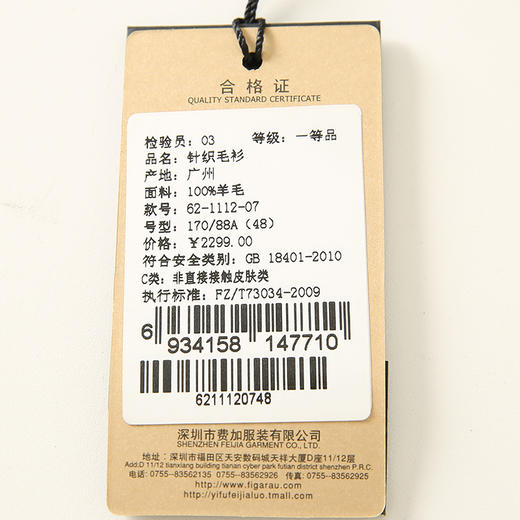 合格证
QUALITY STANDARD CERTIFICATE
检验员: 03 等级: 一等品
品名: 针织毛衫
产地: 广州
面料: 100%羊毛
款号: 62-1112-07
号型: 170/88A (48)
价格: ¥2299.00
符合安全类别: GB 18401-2010
C类: 非直接接触皮肤类
执行标准: FZ/T73034-2009
6 934158 147710
6211120748
深圳市费加服装有限公司
SHENZHEN FEIJIA GARMENT CO.,LTD.
地址: 深圳市福田区天安数码城天祥大厦D座11/12层
Add:D 11/12 tianxiang building tianan cyber park futian district shenzhen P.R.C.
电话: 0755-83562135 0755-83562926 传真: 0755-83562925
http://www.figarau.com
http://yifufeijialuo.tmall.com